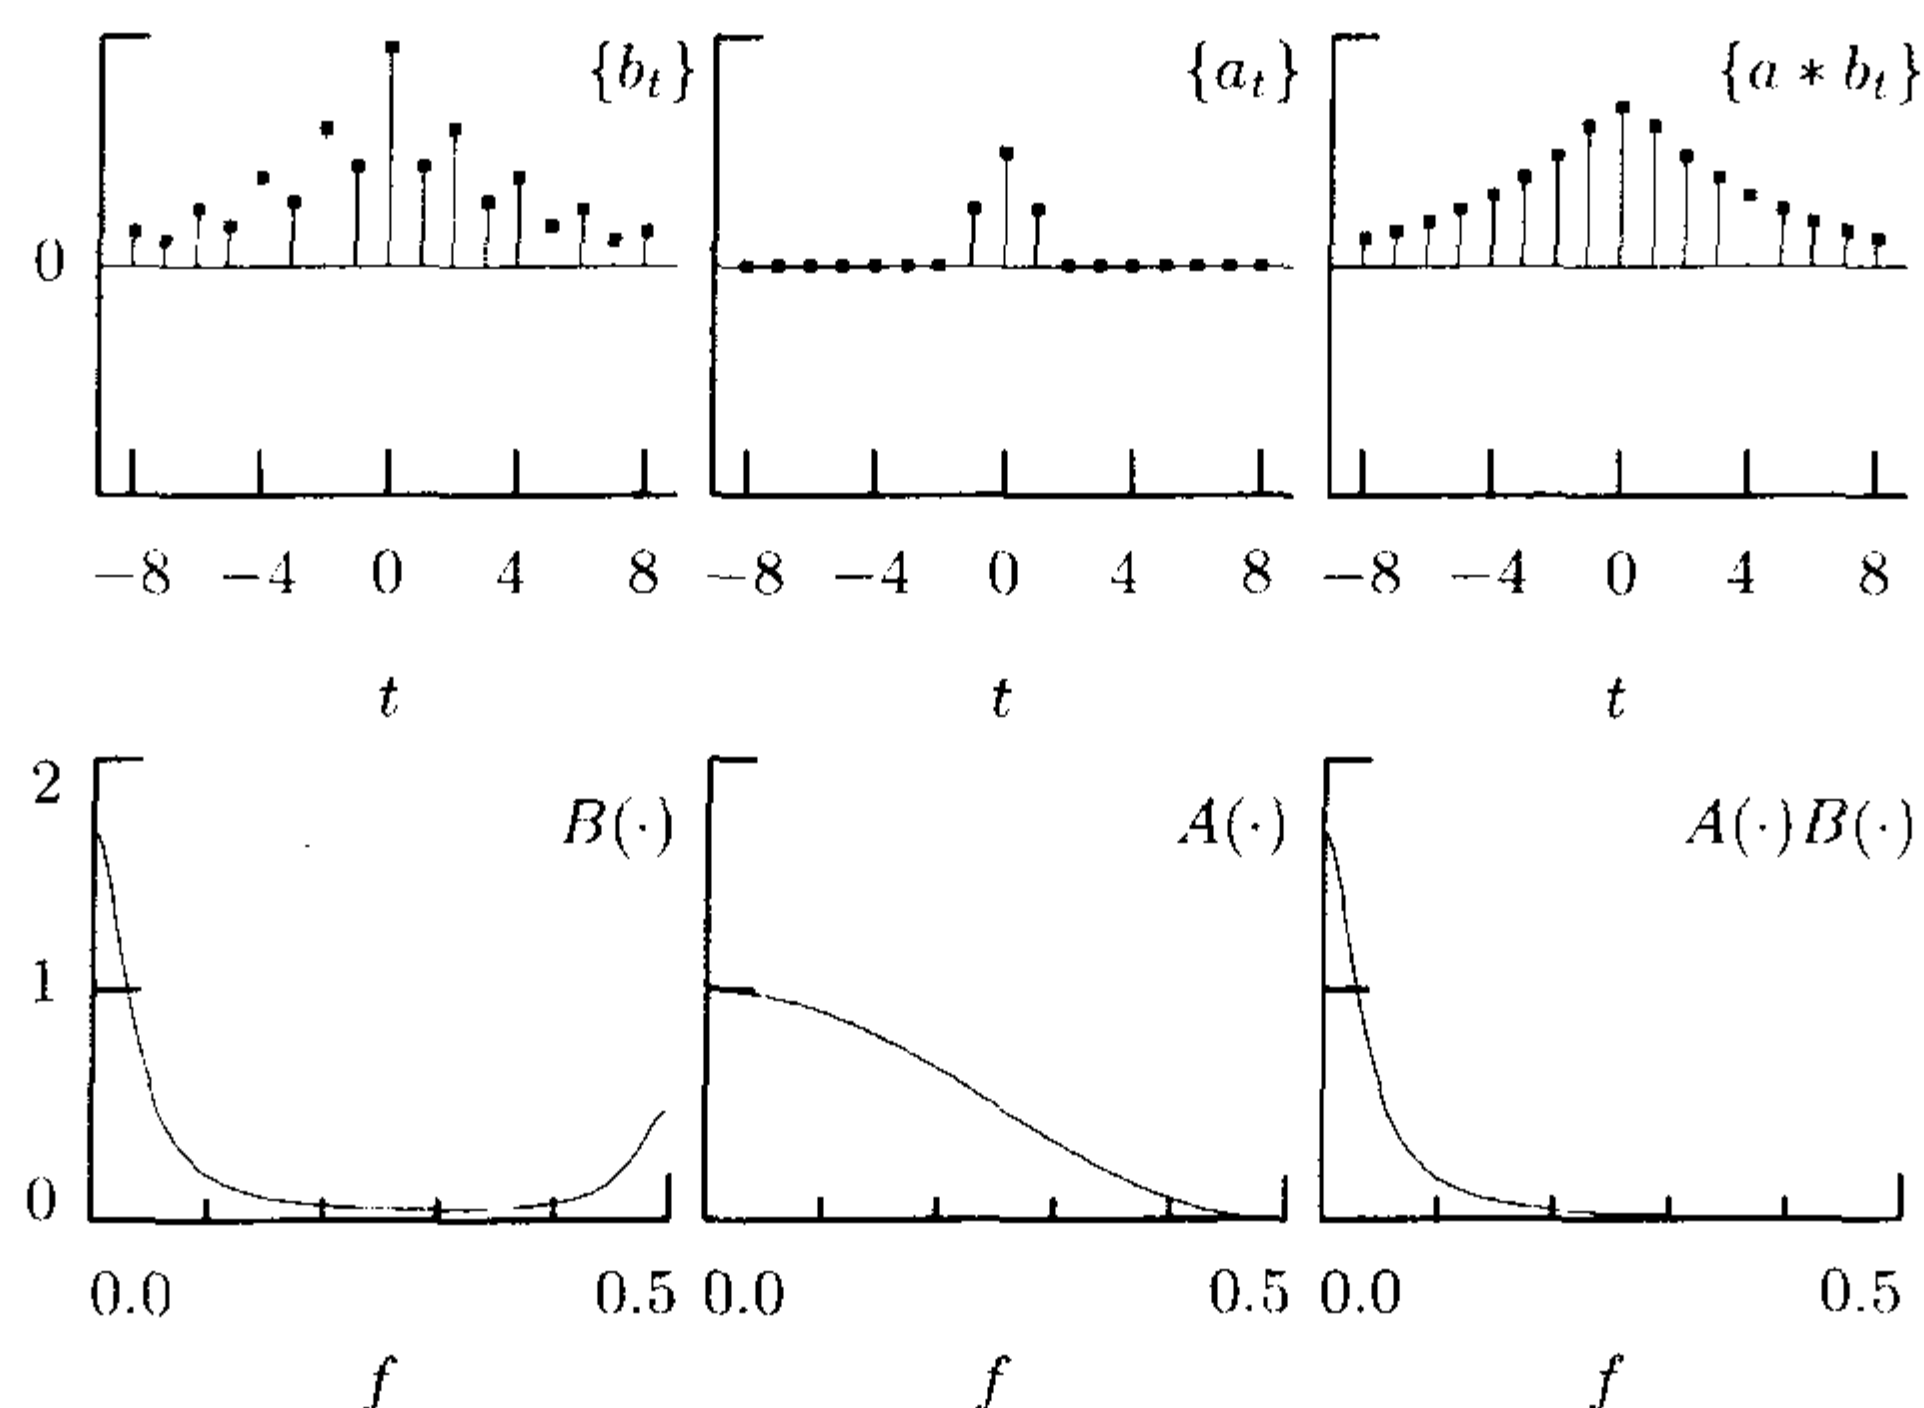 {b_t} {a_t} {a * b_t}
0
−8 −4 0 4 8 −8 −4 0 4 8 −8 −4 0 4 8
t t t
2
B(·) A(·) A(·)B(·)
1
0
0.0 0.5 0.0 0.5 0.0 0.5
f f f